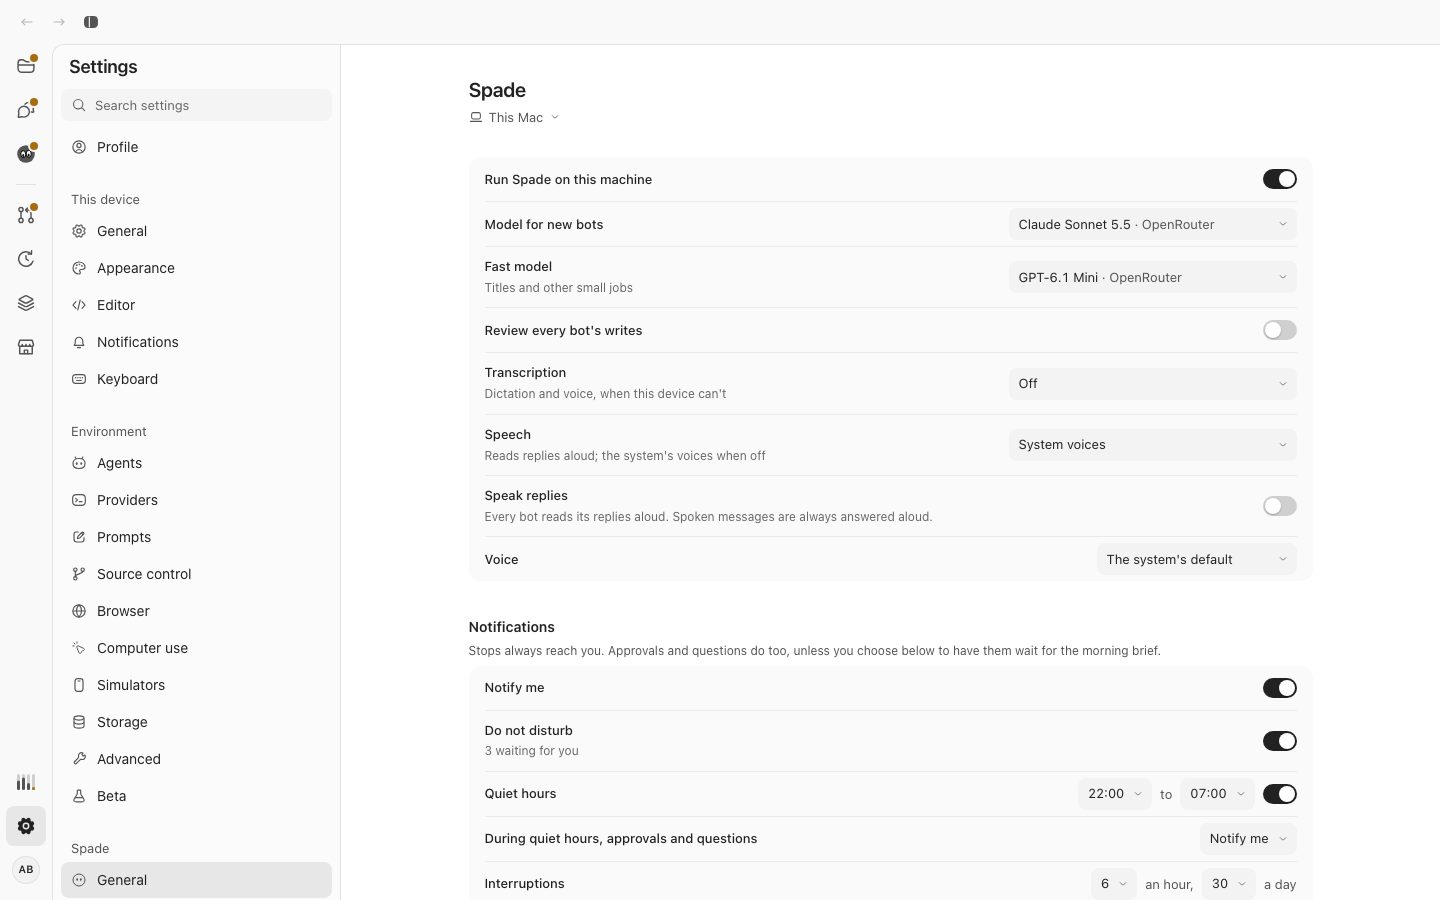 Settings
Search settings
Profile
This device
General
Appearance
Editor
Notifications
Keyboard
Environment
Agents
Providers
Prompts
Source control
Browser
Computer use
Simulators
Storage
Advanced
Beta
Spade
General
AB
Spade
This Mac
Run Spade on this machine
Model for new bots
Claude Sonnet 5.5 · OpenRouter
Fast model
Titles and other small jobs
GPT-6.1 Mini · OpenRouter
Review every bot's writes
Transcription
Dictation and voice, when this device can't
Off
Speech
Reads replies aloud; the system's voices when off
System voices
Speak replies
Every bot reads its replies aloud. Spoken messages are always answered aloud.
Voice
The system's default
Notifications
Stops always reach you. Approvals and questions do too, unless you choose below to have them wait for the morning brief.
Notify me
Do not disturb
3 waiting for you
Quiet hours
22:00 to 07:00
During quiet hours, approvals and questions
Notify me
Interruptions
6 an hour, 30 a day